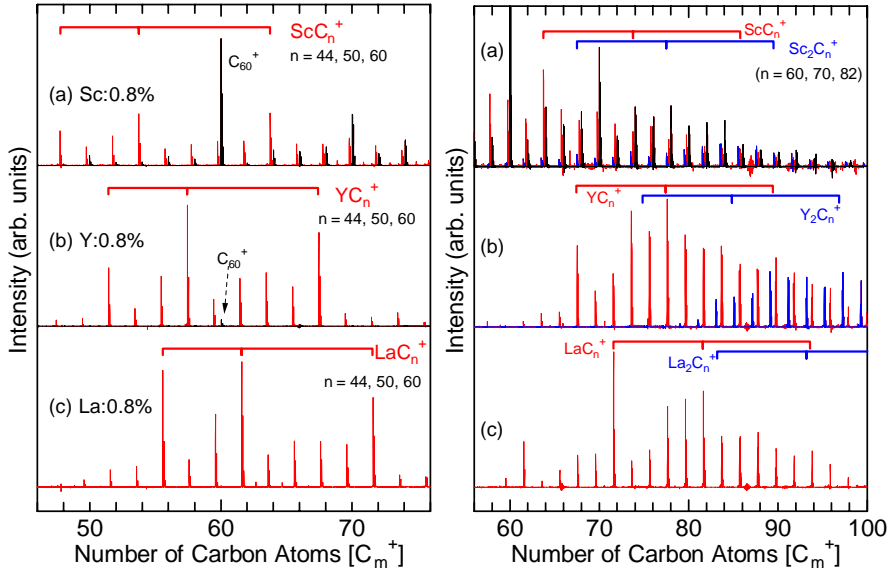 ScC_n^+
n = 44, 50, 60
C_60^+
(a) Sc:0.8%
YC_n^+
n = 44, 50, 60
(b) Y:0.8%
C_60^+
LaC_n^+
n = 44, 50, 60
(c) La:0.8%
Intensity (arb. units)
50 60 70
Number of Carbon Atoms [C_m^+]
(a)
ScC_n^+
Sc_2C_n^+
(n = 60, 70, 82)
YC_n^+
Y_2C_n^+
(b)
LaC_n^+
La_2C_n^+
(c)
Intensity (arb. units)
60 70 80 90 100
Number of Carbon Atoms [C_m^+]